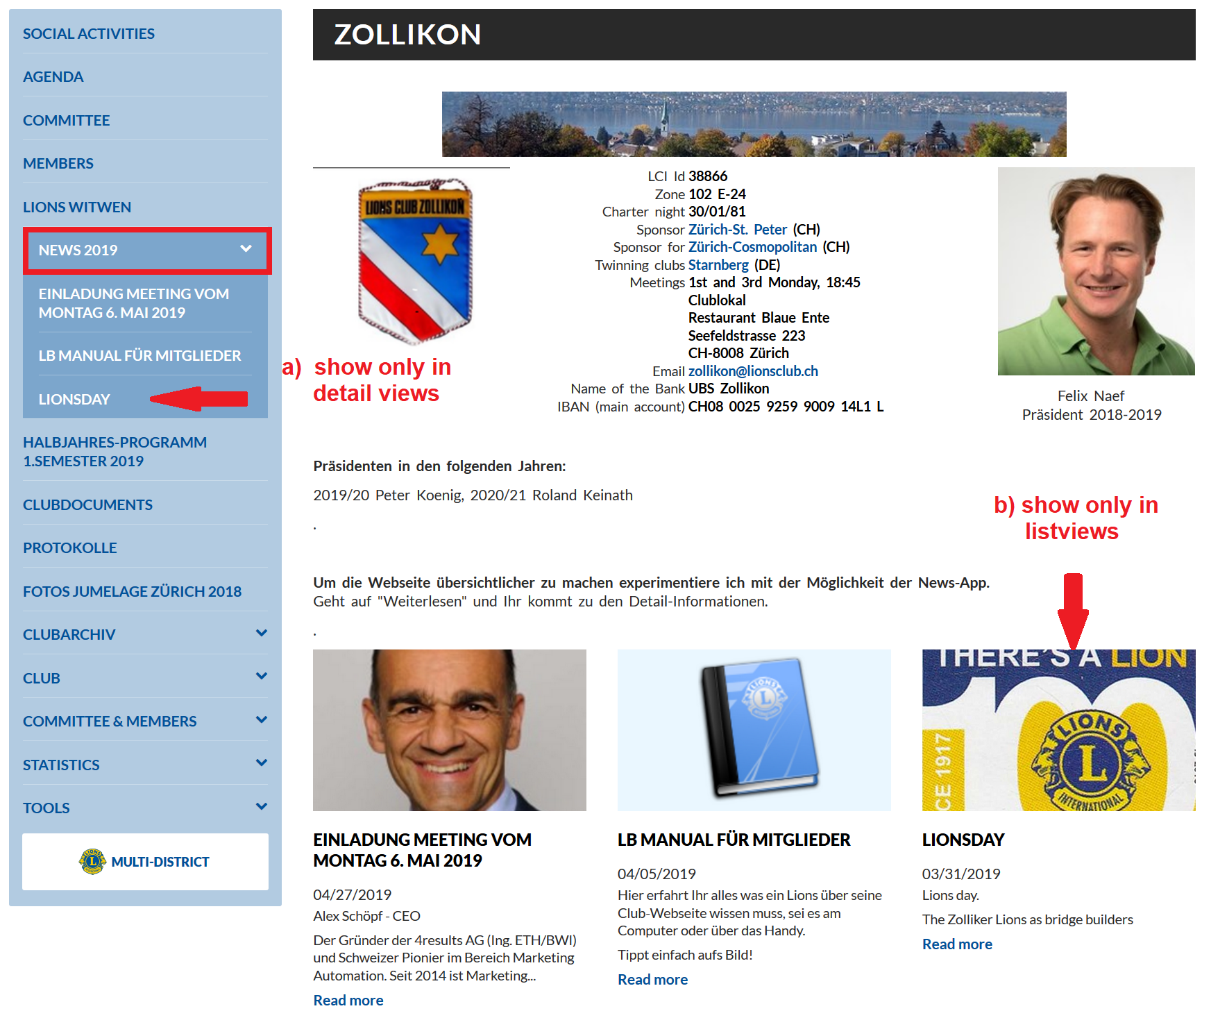 SOCIAL ACTIVITIES
AGENDA
COMMITTEE
MEMBERS
LIONS WITWEN
NEWS 2019
EINLADUNG MEETING VOM
MONTAG 6. MAI 2019
LB MANUAL FÜR MITGLIEDER
LIONSDAY
HALBJAHRES-PROGRAMM
1.SEMESTER 2019
CLUBDOCUMENTS
PROTOKOLLE
FOTOS JUMELAGE ZÜRICH 2018
CLUBARCHIV
CLUB
COMMITTEE & MEMBERS
STATISTICS
TOOLS
MULTI-DISTRICT
ZOLLIKON
LIONS CLUB ZOLLIKON
a) show only in
detail views
LCI Id 38866
Zone 102 E-24
Charter night 30/01/81
Sponsor Zürich-St. Peter (CH)
Sponsor for Zürich-Cosmopolitan (CH)
Twinning clubs Starnberg (DE)
Meetings 1st and 3rd Monday, 18:45
Clublokal
Restaurant Blaue Ente
Seefeldstrasse 223
CH-8008 Zürich
Email zollikon@lionsclub.ch
Name of the Bank UBS Zollikon
IBAN (main account) CH08 0025 9259 9009 14L1 L
Felix Naef
Präsident 2018-2019
Präsidenten in den folgenden Jahren:
2019/20 Peter Koenig, 2020/21 Roland Keinath
.
b) show only in
listviews
Um die Webseite übersichtlicher zu machen experimentiere ich mit der Möglichkeit der News-App.
Geht auf "Weiterlesen" und Ihr kommt zu den Detail-Informationen.
.
EINLADUNG MEETING VOM
MONTAG 6. MAI 2019
04/27/2019
Alex Schöpf - CEO
Der Gründer der 4results AG (Ing. ETH/BWI)
und Schweizer Pionier im Bereich Marketing
Automation. Seit 2014 ist Marketing...
Read more
LIONS
L
LB MANUAL FÜR MITGLIEDER
04/05/2019
Hier erfahrt Ihr alles was ein Lions über seine
Club-Webseite wissen muss, sei es am
Computer oder über das Handy.
Tippt einfach aufs Bild!
Read more
THERE'S A LION
100
CE 1917
LIONS
L
INTERNATIONAL
LIONSDAY
03/31/2019
Lions day.
The Zolliker Lions as bridge builders
Read more